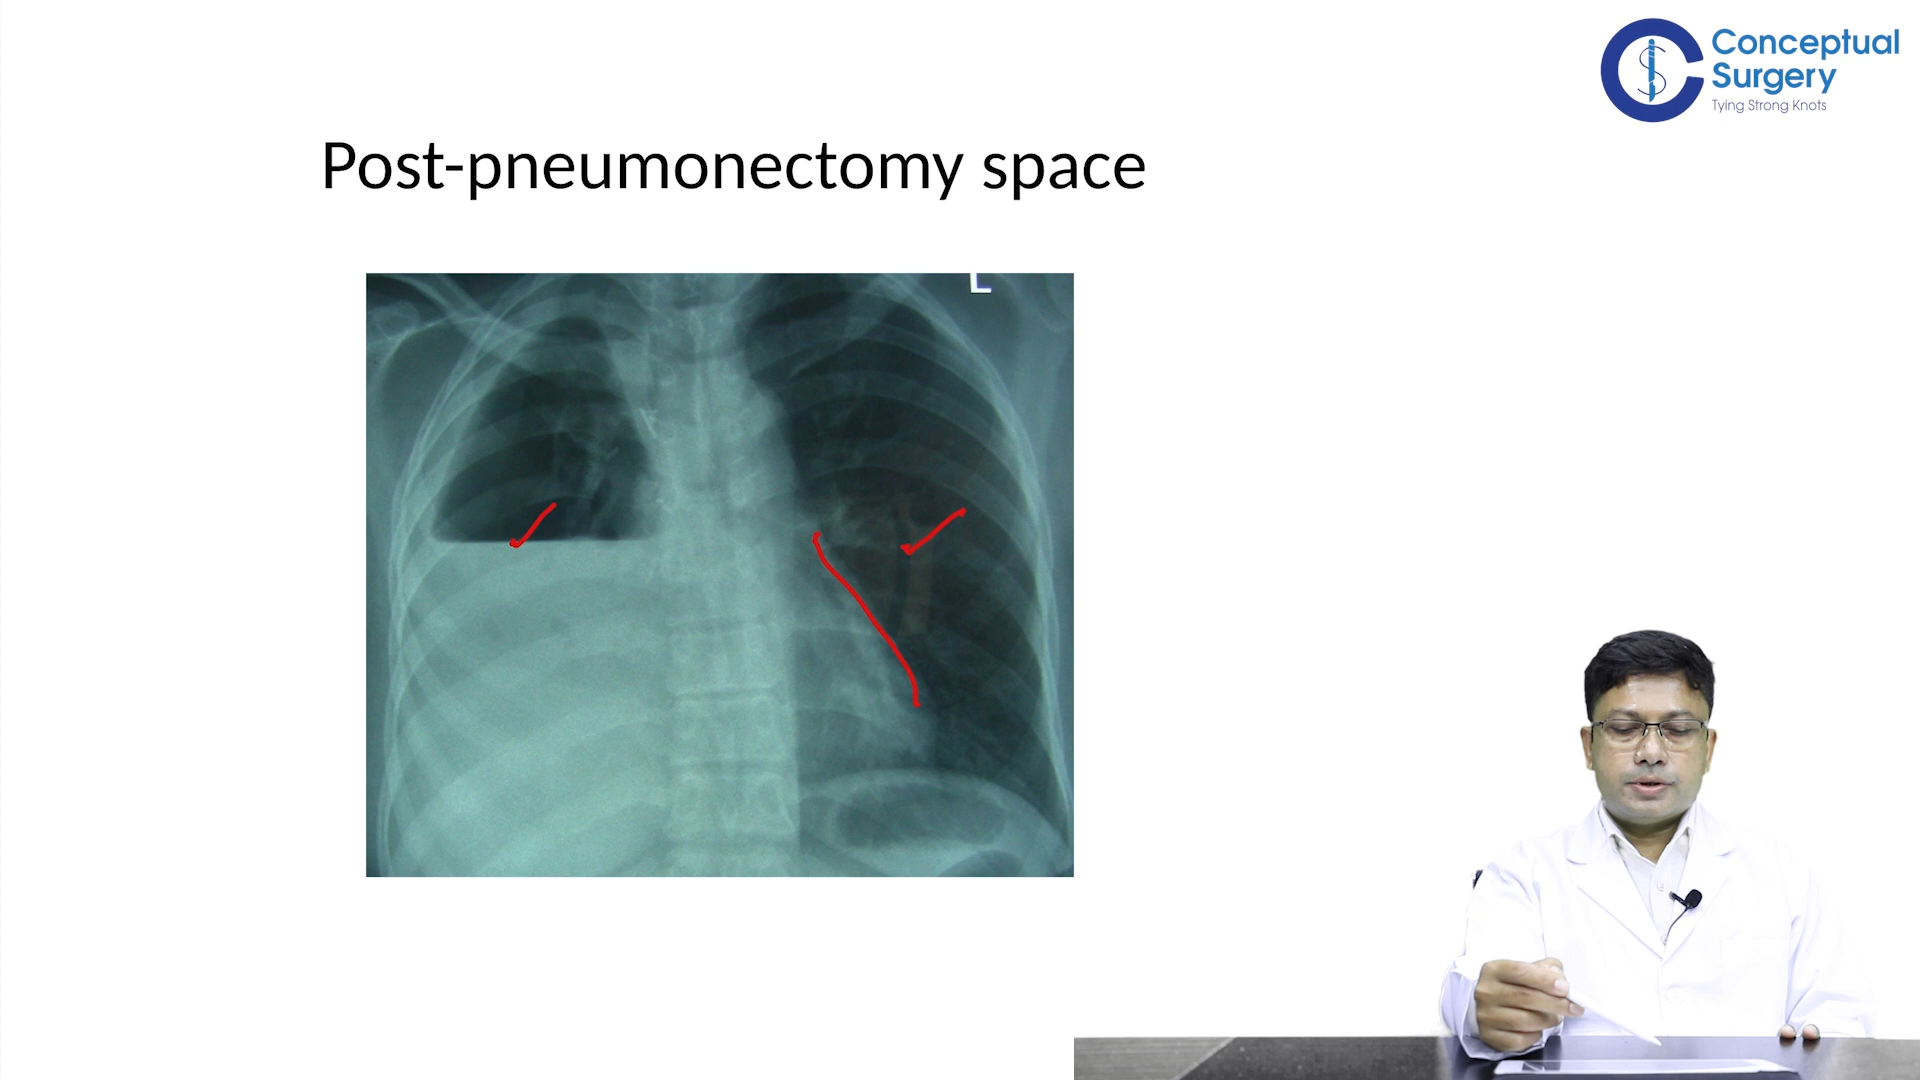 Conceptual
Surgery
Tying Strong Knots
Post-pneumonectomy space
L